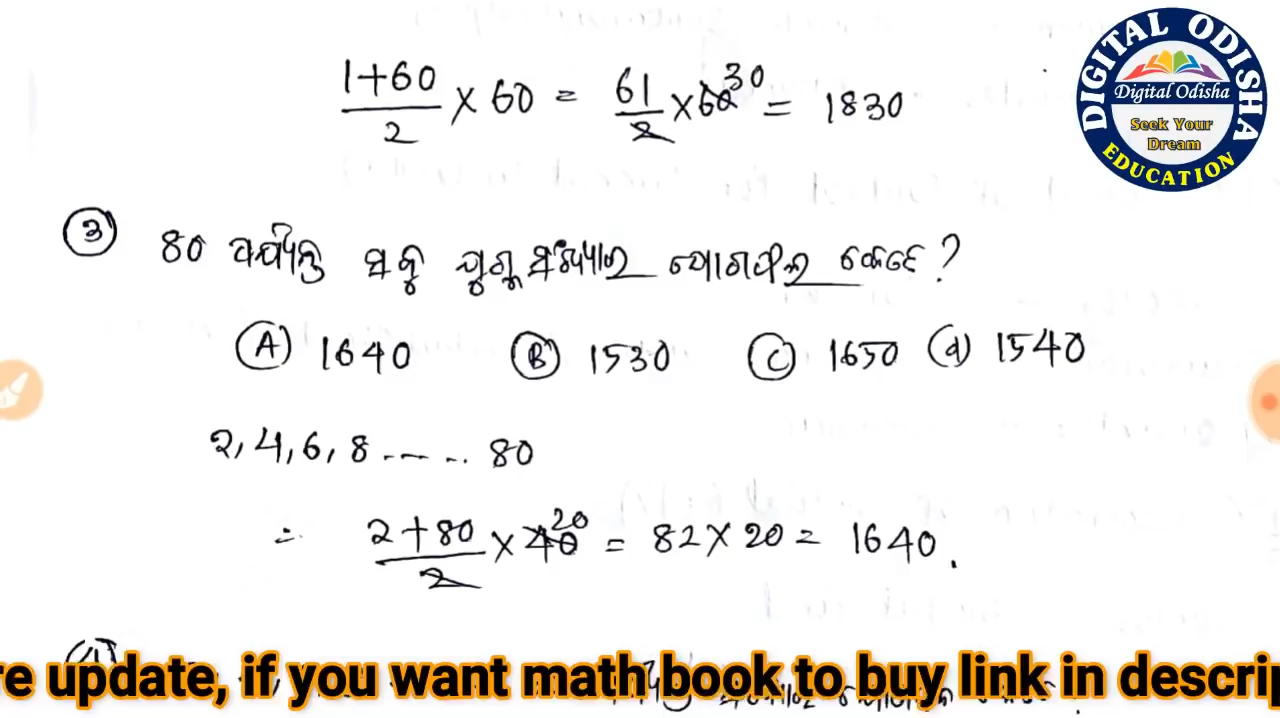 1+60/2 × 60 = 61/2 × 60 30 = 1830
DIGITAL ODISHA
Digital Odisha
Seek Your
Dream
EDUCATION
3 80 ପର୍ଯ୍ୟନ୍ତ ସବୁ ଯୁଗ୍ମ ସଂଖ୍ୟାର ଯୋଗଫଳ କେତେ?
A 1640 B 1530 C 1650 d 1540
2, 4, 6, 8 ------ 80
= 2+80/2 × 40 20 = 82 × 20 = 1640.
re update, if you want math book to buy link in descrip